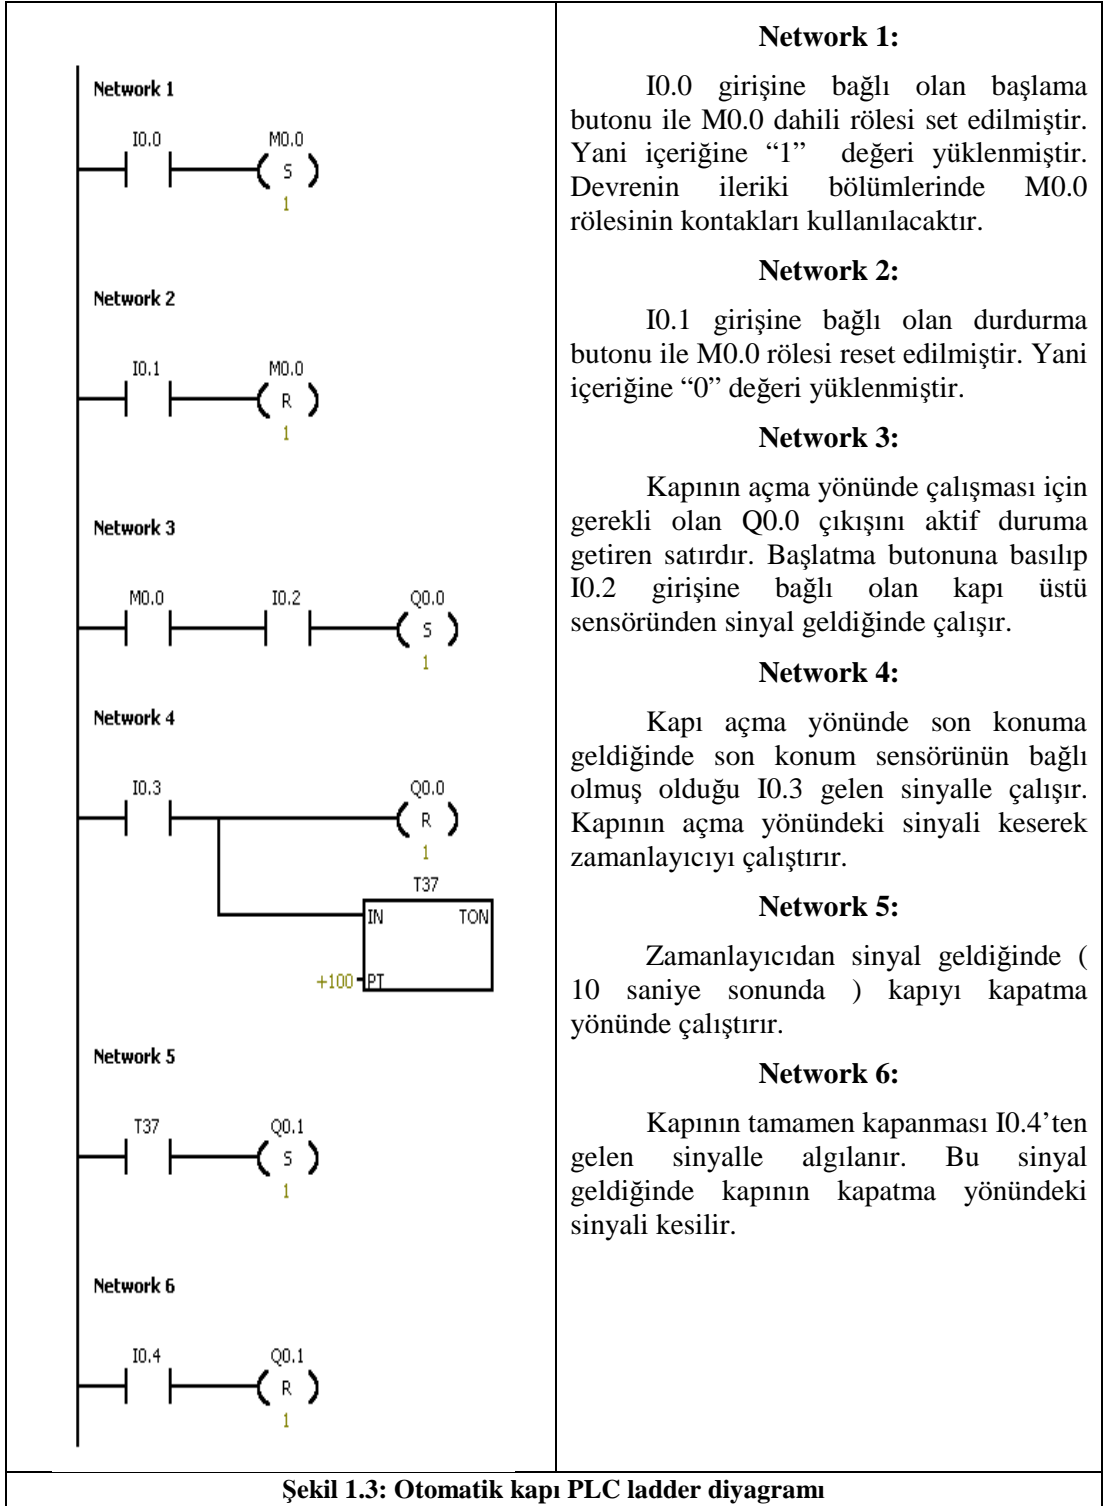 Network 1
I0.0 M0.0
S
1
Network 2
I0.1 M0.0
R
1
Network 3
M0.0 I0.2 Q0.0
S
1
Network 4
I0.3 Q0.0
R
1
T37
IN TON
+100 PT
Network 5
T37 Q0.1
S
1
Network 6
I0.4 Q0.1
R
1
Network 1:
I0.0 girişine bağlı olan başlama
butonu ile M0.0 dahili rölesi set edilmiştir.
Yani içeriğine “1” değeri yüklenmiştir.
Devrenin ileriki bölümlerinde M0.0
rölesinin kontakları kullanılacaktır.
Network 2:
I0.1 girişine bağlı olan durdurma
butonu ile M0.0 rölesi reset edilmiştir. Yani
içeriğine “0” değeri yüklenmiştir.
Network 3:
Kapının açma yönünde çalışması için
gerekli olan Q0.0 çıkışını aktif duruma
getiren satırdır. Başlatma butonuna basılıp
I0.2 girişine bağlı olan kapı üstü
sensöründen sinyal geldiğinde çalışır.
Network 4:
Kapı açma yönünde son konuma
geldiğinde son konum sensörünün bağlı
olmuş olduğu I0.3 gelen sinyalle çalışır.
Kapının açma yönündeki sinyali keserek
zamanlayıcıyı çalıştırır.
Network 5:
Zamanlayıcıdan sinyal geldiğinde (
10 saniye sonunda ) kapıyı kapatma
yönünde çalıştırır.
Network 6:
Kapının tamamen kapanması I0.4’ten
gelen sinyalle algılanır. Bu sinyal
geldiğinde kapının kapatma yönündeki
sinyali kesilir.
Şekil 1.3: Otomatik kapı PLC ladder diyagramı